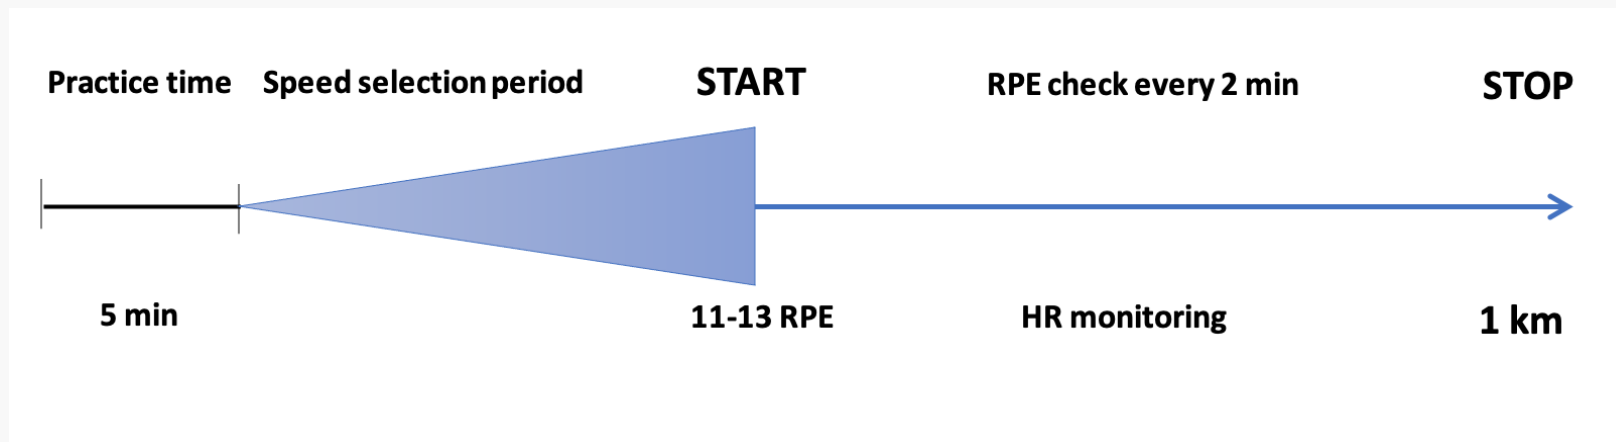 Practice time
Speed selection period
START
RPE check every 2 min
STOP
5 min
11-13 RPE
HR monitoring
1 km